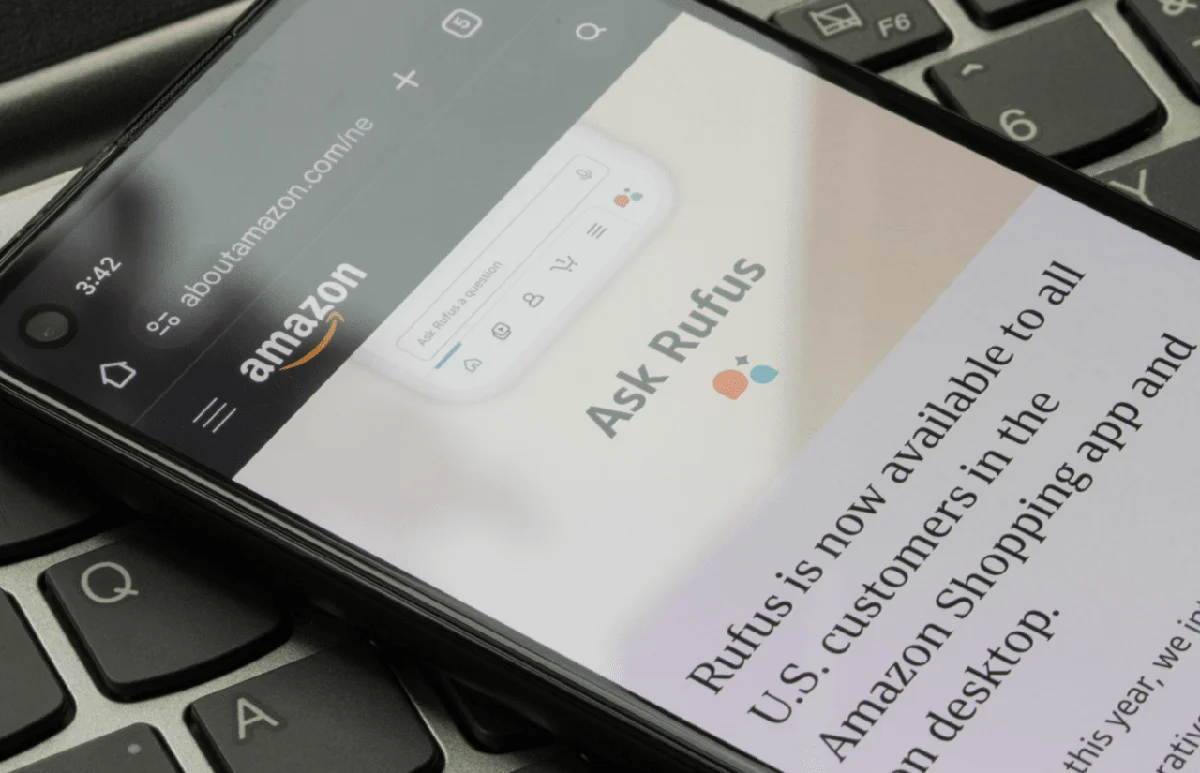 3:42
aboutamazon.com/ne
5
amazon
Ask Rufus a question
Ask Rufus
Rufus is now available to all
U.S. customers in the
Amazon Shopping app and
on desktop.
this year, we in
F6
&
^
6
Y
Q
A